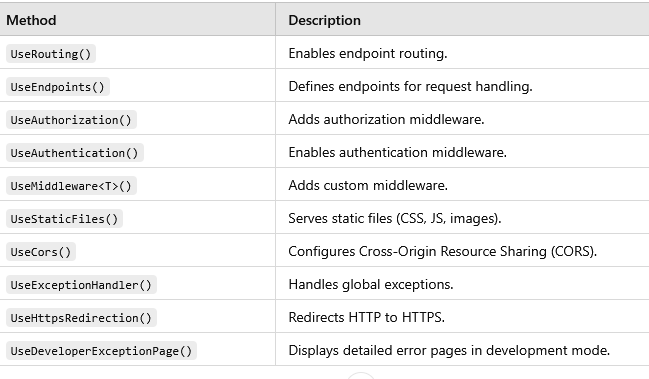 Method Description
UseRouting() Enables endpoint routing.
UseEndpoints() Defines endpoints for request handling.
UseAuthorization() Adds authorization middleware.
UseAuthentication() Enables authentication middleware.
UseMiddleware<T>() Adds custom middleware.
UseStaticFiles() Serves static files (CSS, JS, images).
UseCors() Configures Cross-Origin Resource Sharing (CORS).
UseExceptionHandler() Handles global exceptions.
UseHttpsRedirection() Redirects HTTP to HTTPS.
UseDeveloperExceptionPage() Displays detailed error pages in development mode.